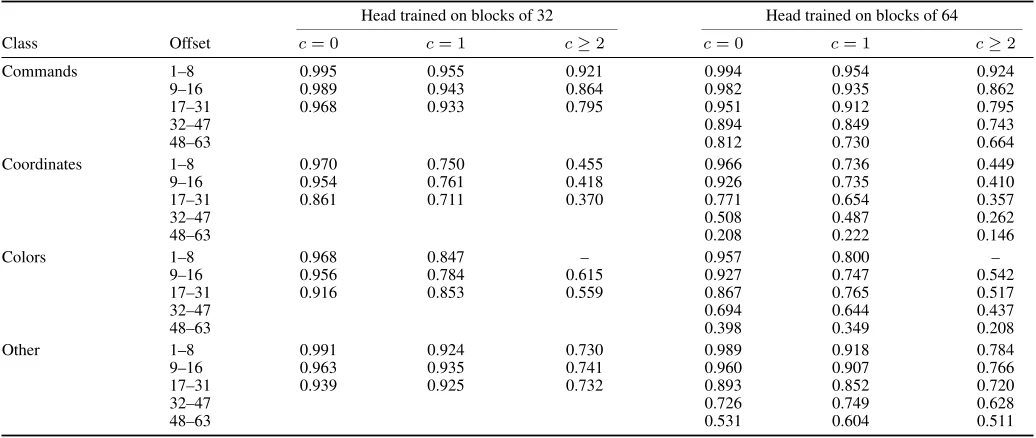 Head trained on blocks of 32 Head trained on blocks of 64
Class Offset c = 0 c = 1 c ≥ 2 c = 0 c = 1 c ≥ 2
Commands 1–8 0.995 0.955 0.921 0.994 0.954 0.924
9–16 0.989 0.943 0.864 0.982 0.935 0.862
17–31 0.968 0.933 0.795 0.951 0.912 0.795
32–47 0.894 0.849 0.743
48–63 0.812 0.730 0.664
Coordinates 1–8 0.970 0.750 0.455 0.966 0.736 0.449
9–16 0.954 0.761 0.418 0.926 0.735 0.410
17–31 0.861 0.711 0.370 0.771 0.654 0.357
32–47 0.508 0.487 0.262
48–63 0.208 0.222 0.146
Colors 1–8 0.968 0.847 – 0.957 0.800 –
9–16 0.956 0.784 0.615 0.927 0.747 0.542
17–31 0.916 0.853 0.559 0.867 0.765 0.517
32–47 0.694 0.644 0.437
48–63 0.398 0.349 0.208
Other 1–8 0.991 0.924 0.730 0.989 0.918 0.784
9–16 0.963 0.935 0.741 0.960 0.907 0.766
17–31 0.939 0.925 0.732 0.893 0.852 0.720
32–47 0.726 0.749 0.628
48–63 0.531 0.604 0.511